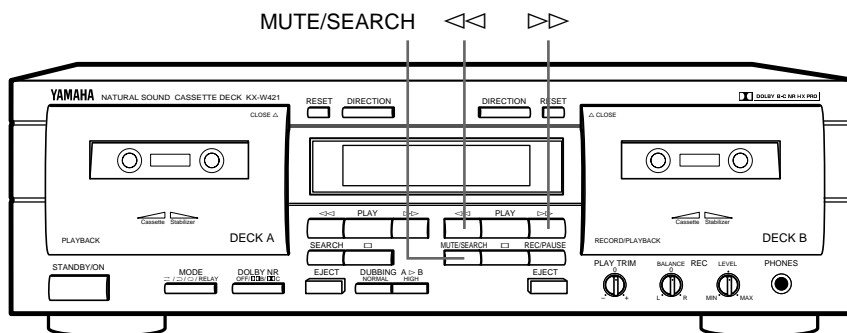 MUTE/SEARCH ◁◁ ▷▷
YAMAHA NATURAL SOUND CASSETTE DECK KX-W421
RESET DIRECTION DIRECTION RESET
DOLBY B-C NR HX PRO
CLOSE △
△ CLOSE
Cassette Stabilizer
Cassette Stabilizer
◁◁ PLAY ▷▷
◁◁ PLAY ▷▷
PLAYBACK DECK A
SEARCH □
MUTE/SEARCH □ REC/PAUSE
RECORD/PLAYBACK DECK B
STANDBY/ON
MODE
/ RELAY
DOLBY NR
OFF/B/C
EJECT
DUBBING A ▷ B
NORMAL HIGH
EJECT
PLAY TRIM
0
− +
BALANCE REC LEVEL
0
L R MIN MAX
PHONES